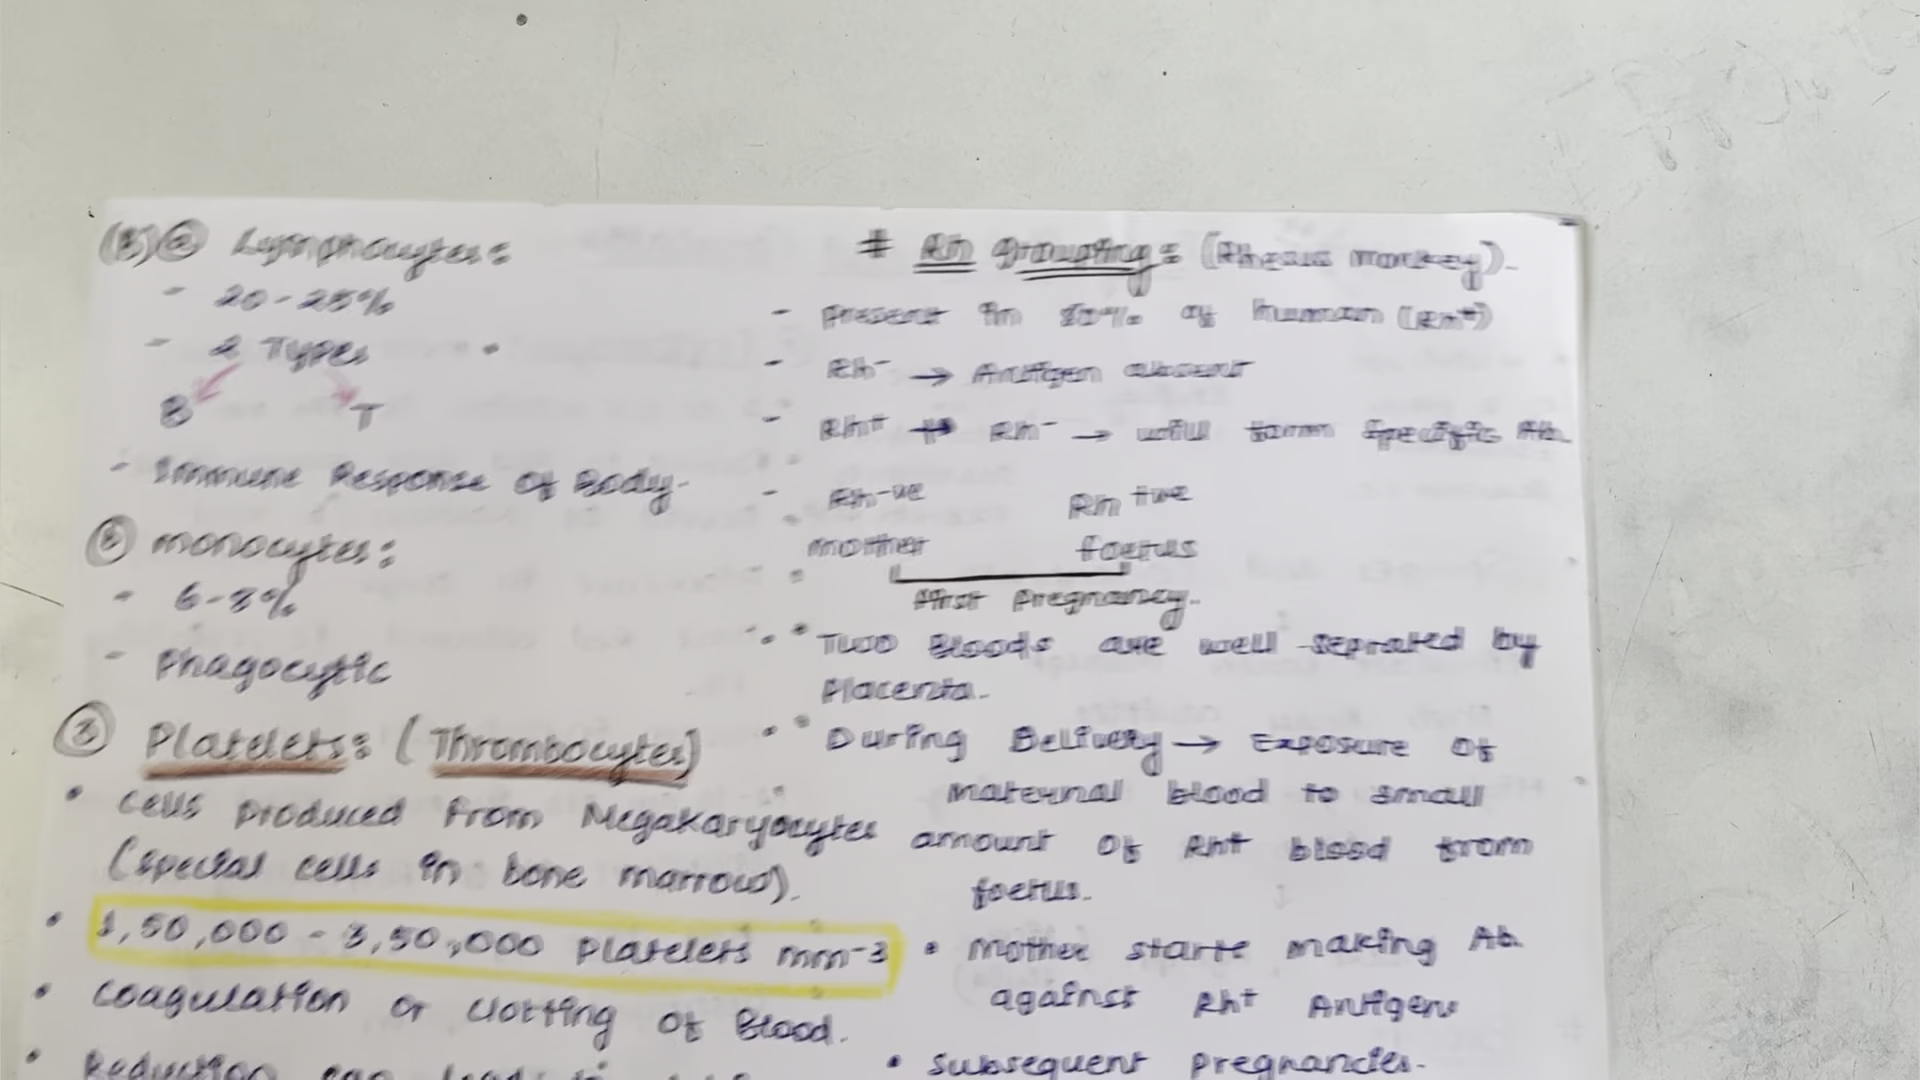 (B) (a) Lymphocytes:
- 20-25%
- 2 Types
B T
- Immune Response of Body.
(b) monocytes:
- 6-8%
- Phagocytic
(3) Platelets: (Thrombocytes)
• cells produced from Megakaryocytes
(special cells in bone marrow).
• 1,50,000 - 3,50,000 Platelets mm-3
• Coagulation or clotting of Blood.
• Reduction can lead to
# Rh grouping: (Rhesus monkey).
- Present in 80% of human (Rh+)
- Rh- → Antigen absent
- Rh+ Rh- → will form specific Ab.
- Rh-ve Rh +ve
mother foetus
first pregnancy.
• Two Bloods are well seprated by
Placenta.
• During Delivery → Exposure of
maternal blood to small
amount of Rh+ blood from
foetus.
• Mother starts making Ab.
against Rh+ Antigens
• Subsequent pregnancies.